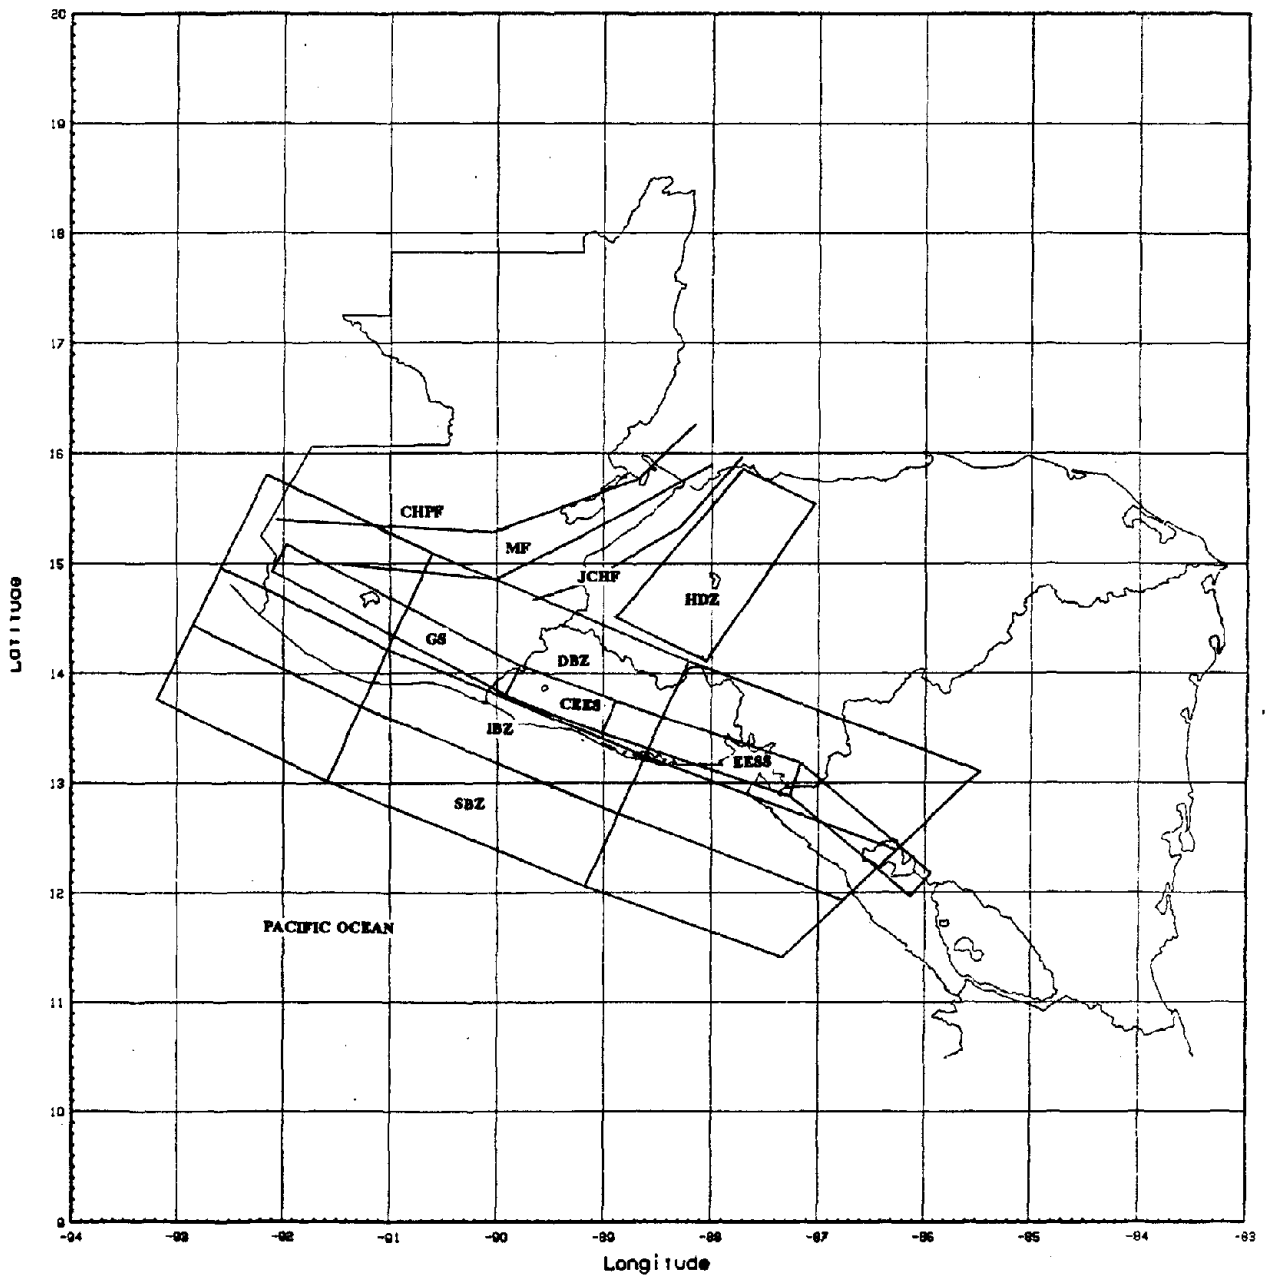 20
19
18
17
16
CHPF
MF
15
JCHF
HDZ
GS
14
DBZ
CEES
IBZ
EESS
13
SBZ
12
PACIFIC OCEAN
11
10
9
-94 -93 -92 -91 -90 -89 -88 -87 -86 -85 -84 -83
Latitude
Longitude